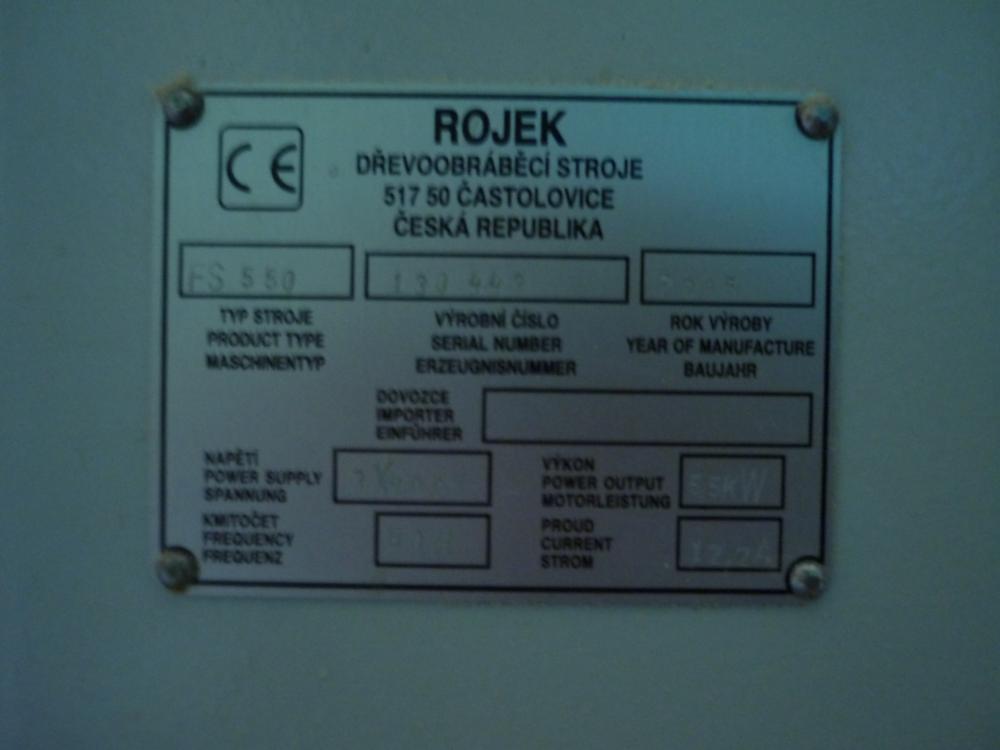 CE
ROJEK
DŘEVOOBRÁBĚCÍ STROJE
517 50 ČASTOLOVICE
ČESKÁ REPUBLIKA
FS 550
TYP STROJE
PRODUCT TYPE
MASCHINENTYP
VÝROBNÍ ČÍSLO
SERIAL NUMBER
ERZEUGNISNUMMER
ROK VÝROBY
YEAR OF MANUFACTURE
BAUJAHR
DOVOZCE
IMPORTER
EINFÜHRER
NAPĚTÍ
POWER SUPPLY
SPANNUNG
VÝKON
POWER OUTPUT
MOTORLEISTUNG
KMITOČET
FREQUENCY
FREQUENZ
PROUD
CURRENT
STROM